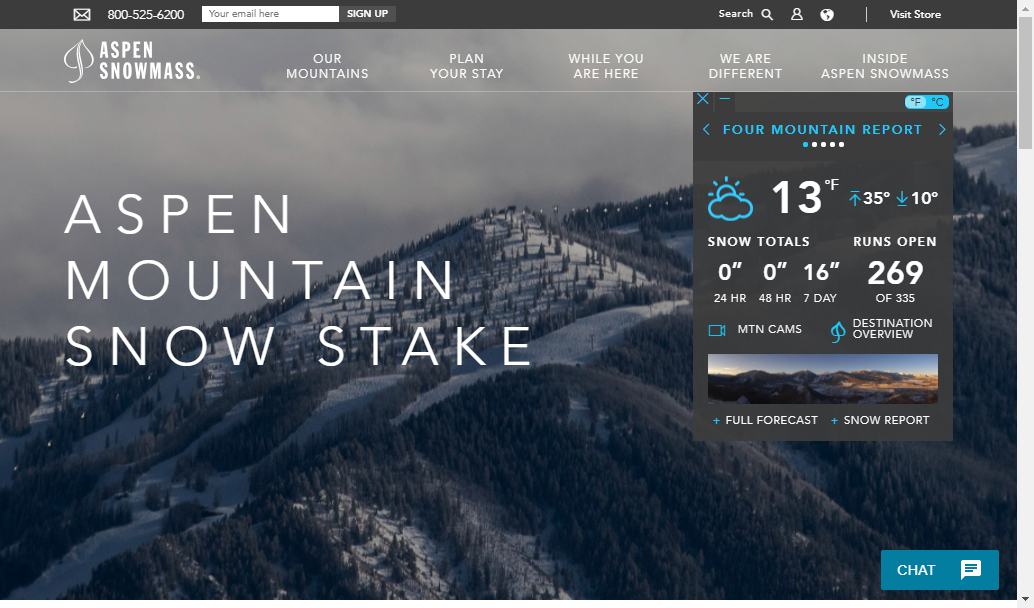 800-525-6200
Your email here
SIGN UP
Search
Visit Store
ASPEN
SNOWMASS.
OUR
MOUNTAINS
PLAN
YOUR STAY
WHILE YOU
ARE HERE
WE ARE
DIFFERENT
INSIDE
ASPEN SNOWMASS
ASPEN
MOUNTAIN
SNOW STAKE
°F °C
FOUR MOUNTAIN REPORT
13°F 35° 10°
SNOW TOTALS
0” 0” 16”
24 HR 48 HR 7 DAY
RUNS OPEN
269
OF 335
MTN CAMS
DESTINATION
OVERVIEW
+ FULL FORECAST + SNOW REPORT
CHAT